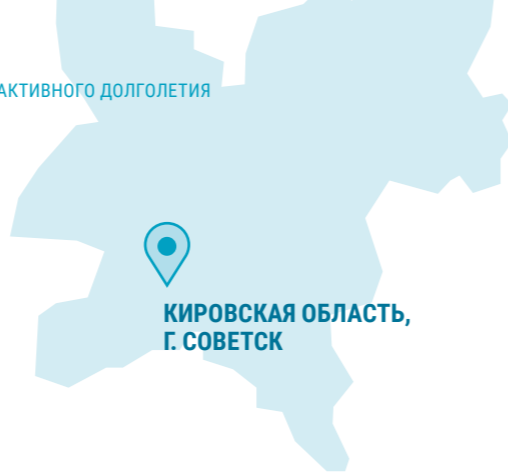 АКТИВНОГО ДОЛГОЛЕТИЯ
КИРОВСКАЯ ОБЛАСТЬ,
Г. СОВЕТСК